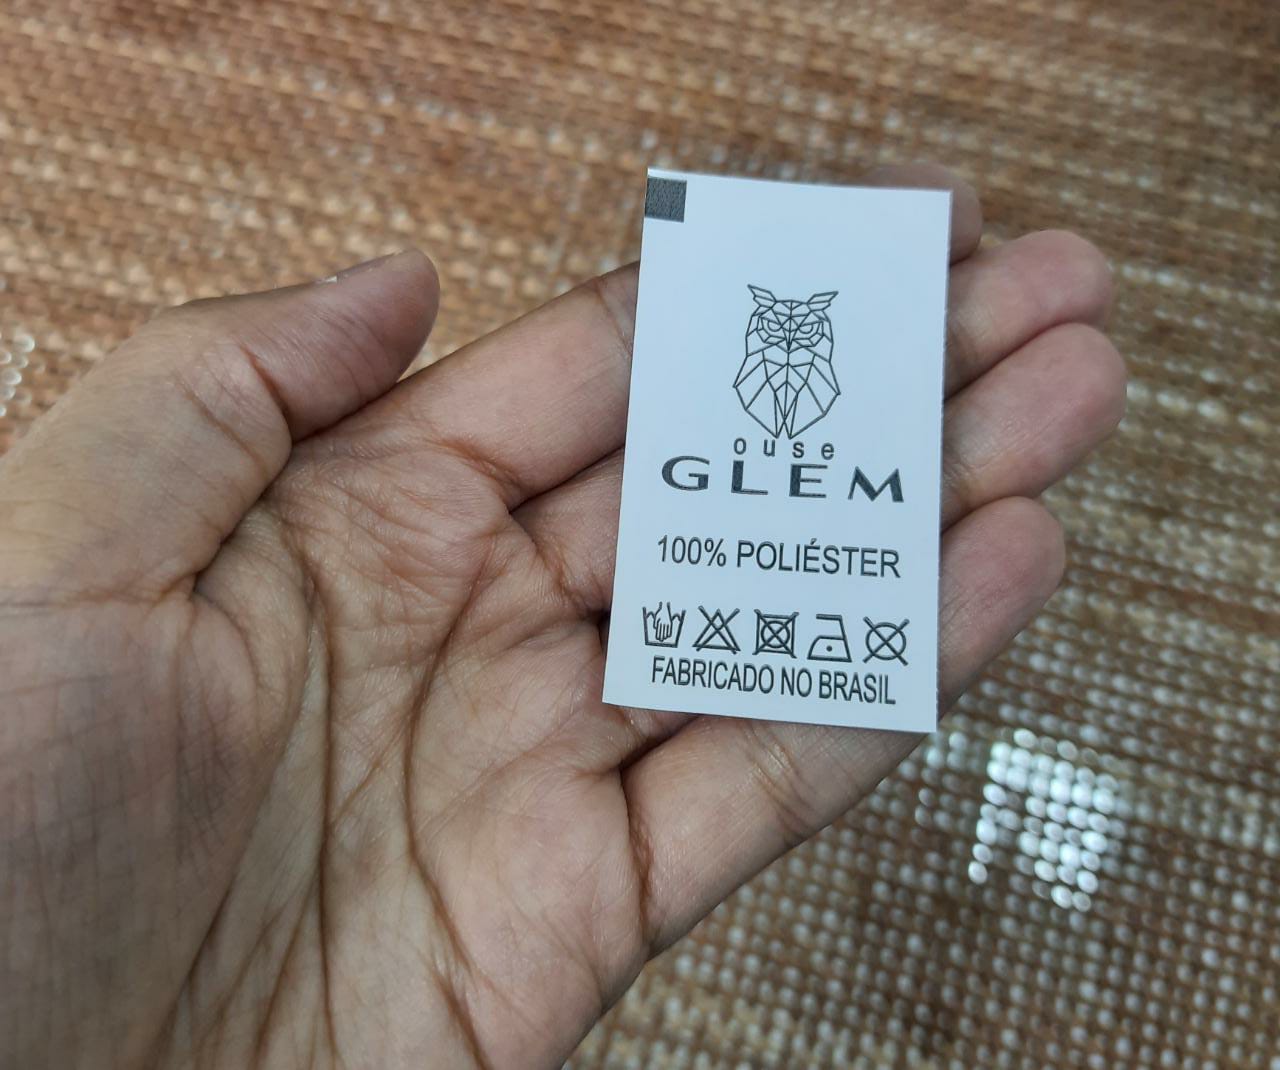 ouse
GLEM
100% POLIÉSTER
FABRICADO NO BRASIL